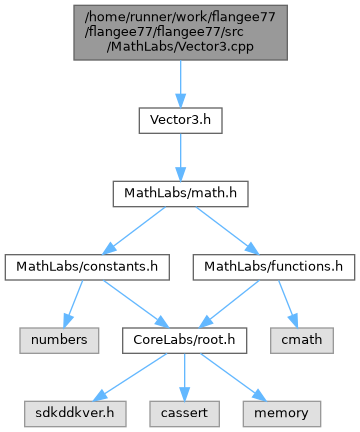 /home/runner/work/flangee77
/flangee77/flangee77/src
/MathLabs/Vector3.cpp
Vector3.h
MathLabs/math.h
MathLabs/constants.h
MathLabs/functions.h
numbers
CoreLabs/root.h
cmath
sdkddkver.h
cassert
memory